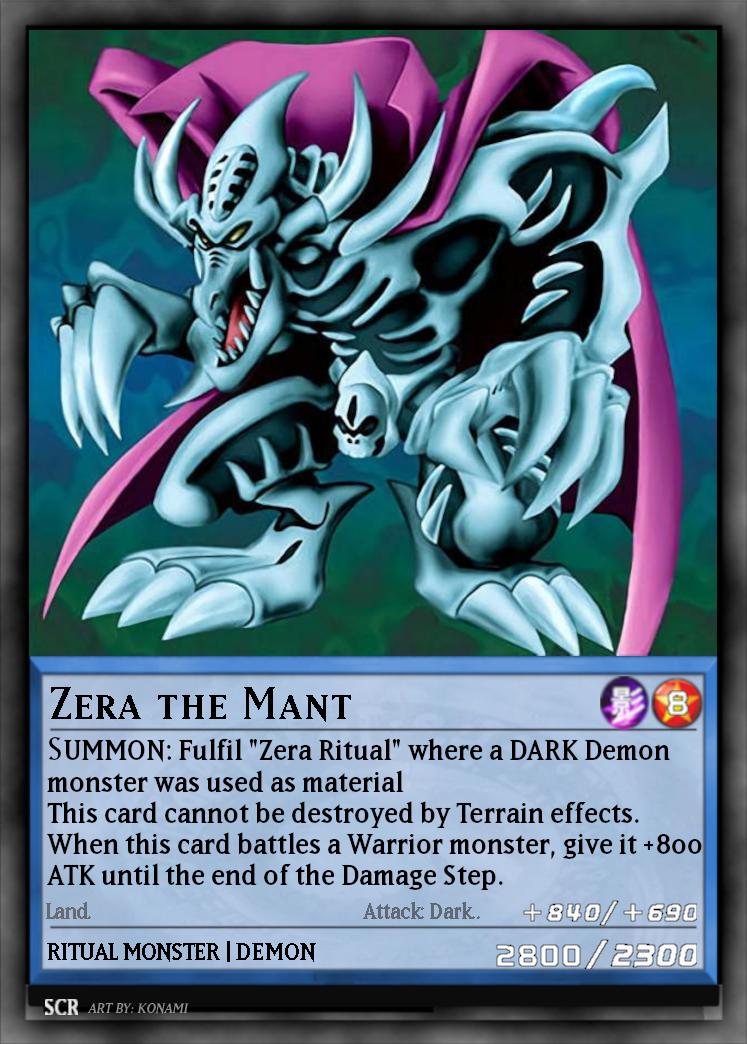 ZERA THE MANT
影 8
SUMMON: Fulfil "Zera Ritual" where a DARK Demon
monster was used as material
This card cannot be destroyed by Terrain effects.
When this card battles a Warrior monster, give it +800
ATK until the end of the Damage Step.
Land. Attack: Dark.. +840/+690
RITUAL MONSTER | DEMON 2800/2300
SCR ART BY: KONAMI